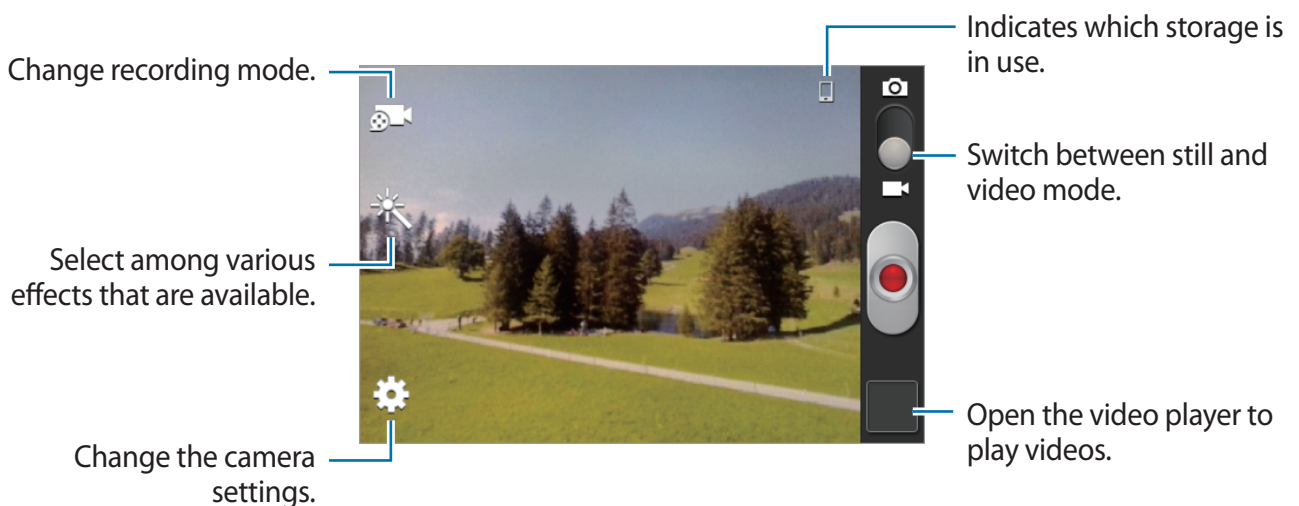 Change recording mode.
Select among various
effects that are available.
Change the camera
settings.
Indicates which storage is
in use.
Switch between still and
video mode.
Open the video player to
play videos.